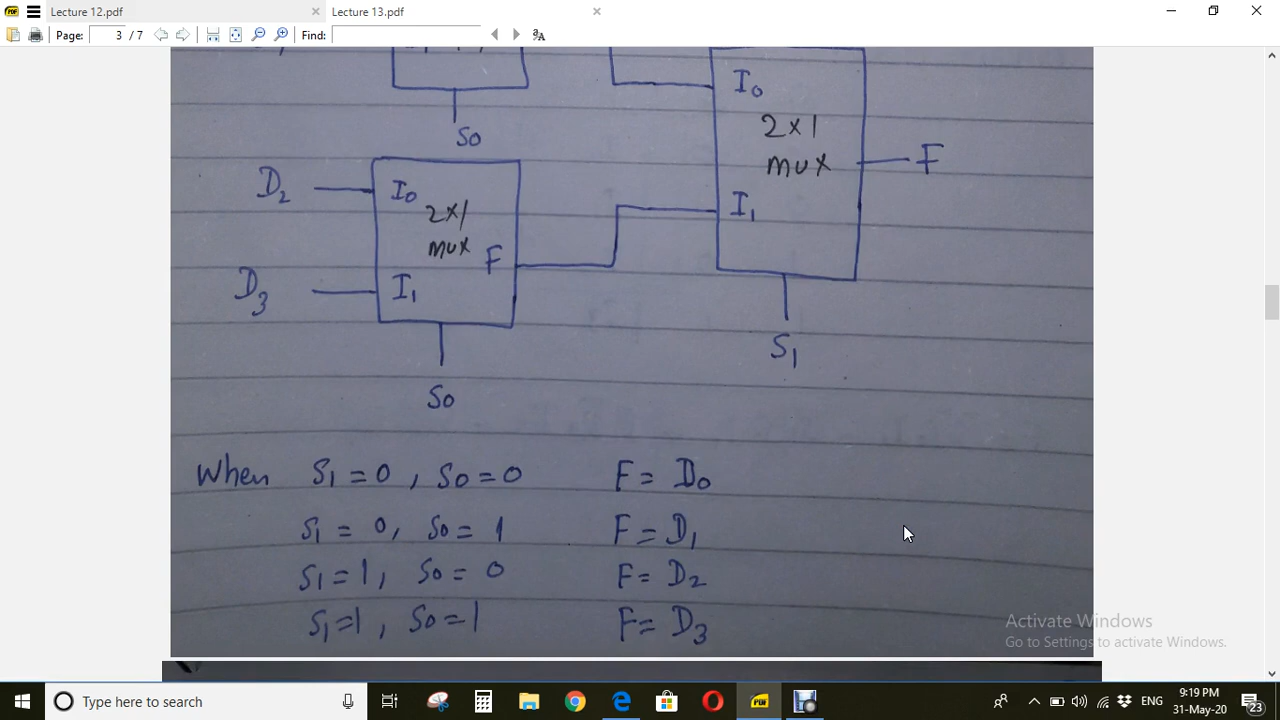 Lecture 12.pdf
Lecture 13.pdf
Page: 3 / 7 Find:
S0
I0
2x1
mux
F
I1
S1
D2
I0
2x1
mux
F
D3
I1
S0
When S1 = 0 , S0 = 0 F = D0
S1 = 0, S0 = 1 F = D1
S1 = 1, S0 = 0 F = D2
S1 = 1 , S0 = 1 F = D3
Activate Windows
Go to Settings to activate Windows.
Type here to search
ENG
9:19 PM
31-May-20
23